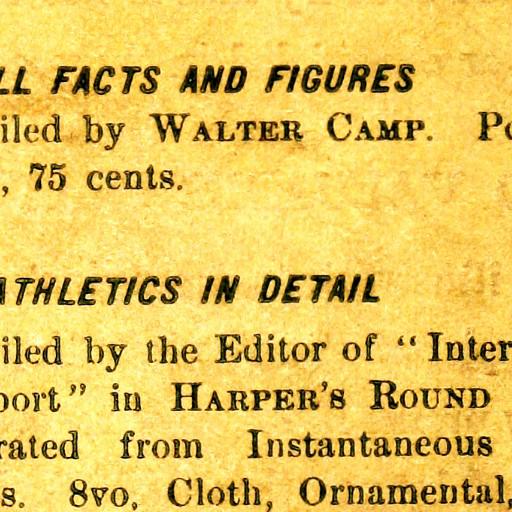 LL FACTS AND FIGURES
iled by WALTER CAMP. Po
, 75 cents.
ATHLETICS IN DETAIL
iled by the Editor of “Inter
port” in HARPER'S ROUND
rated from Instantaneous
s. 8vo, Cloth, Ornamental,